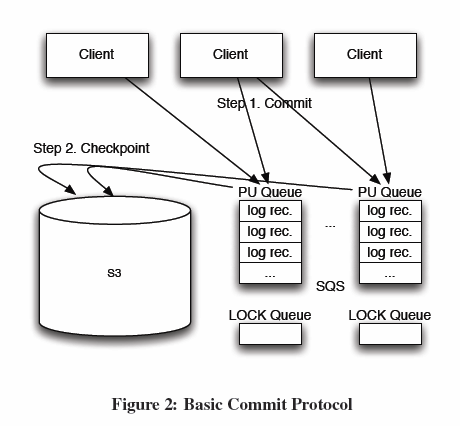 Client
Client
Client
Step 1. Commit
Step 2. Checkpoint
PU Queue
PU Queue
log rec.
log rec.
log rec.
...
...
log rec.
log rec.
log rec.
...
S3
SQS
LOCK Queue
LOCK Queue
Figure 2: Basic Commit Protocol